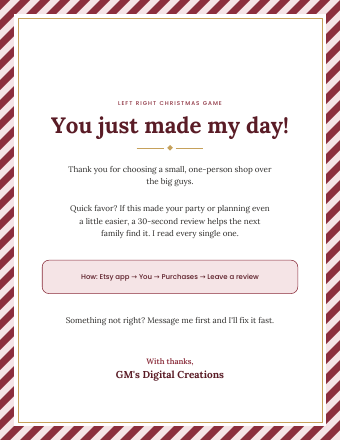 LEFT RIGHT CHRISTMAS GAME
You just made my day!
Thank you for choosing a small, one-person shop over
the big guys.
Quick favor? If this made your party or planning even
a little easier, a 30-second review helps the next
family find it. I read every single one.
How: Etsy app → You → Purchases → Leave a review
Something not right? Message me first and I'll fix it fast.
With thanks,
GM's Digital Creations